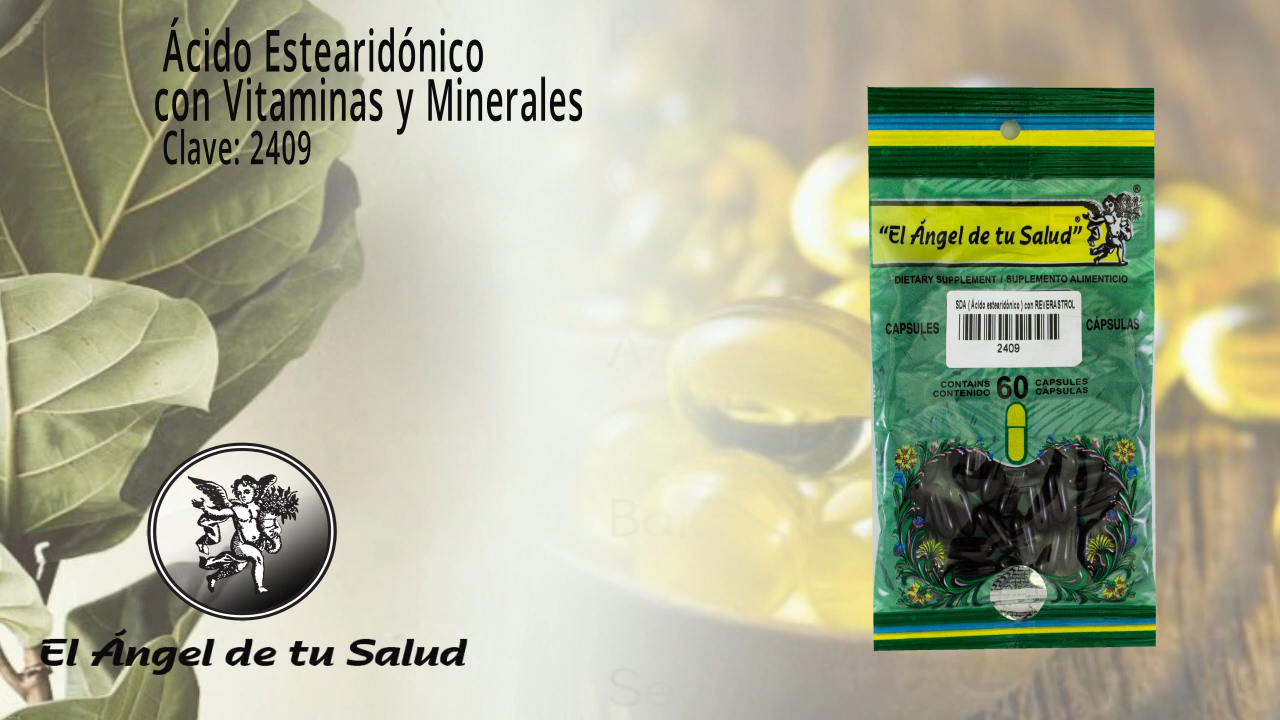 Ácido Estearidónico
con Vitaminas y Minerales
Clave: 2409
El Ángel de tu Salud
®
"El Ángel de tu Salud"®
DIETARY SUPPLEMENT / SUPLEMENTO ALIMENTICIO
SDA ( Ácido estearidónico ) con REVERASTROL
CAPSULES
CÁPSULAS
2409
CONTAINS 60 CAPSULES
CONTENIDO CÁPSULAS